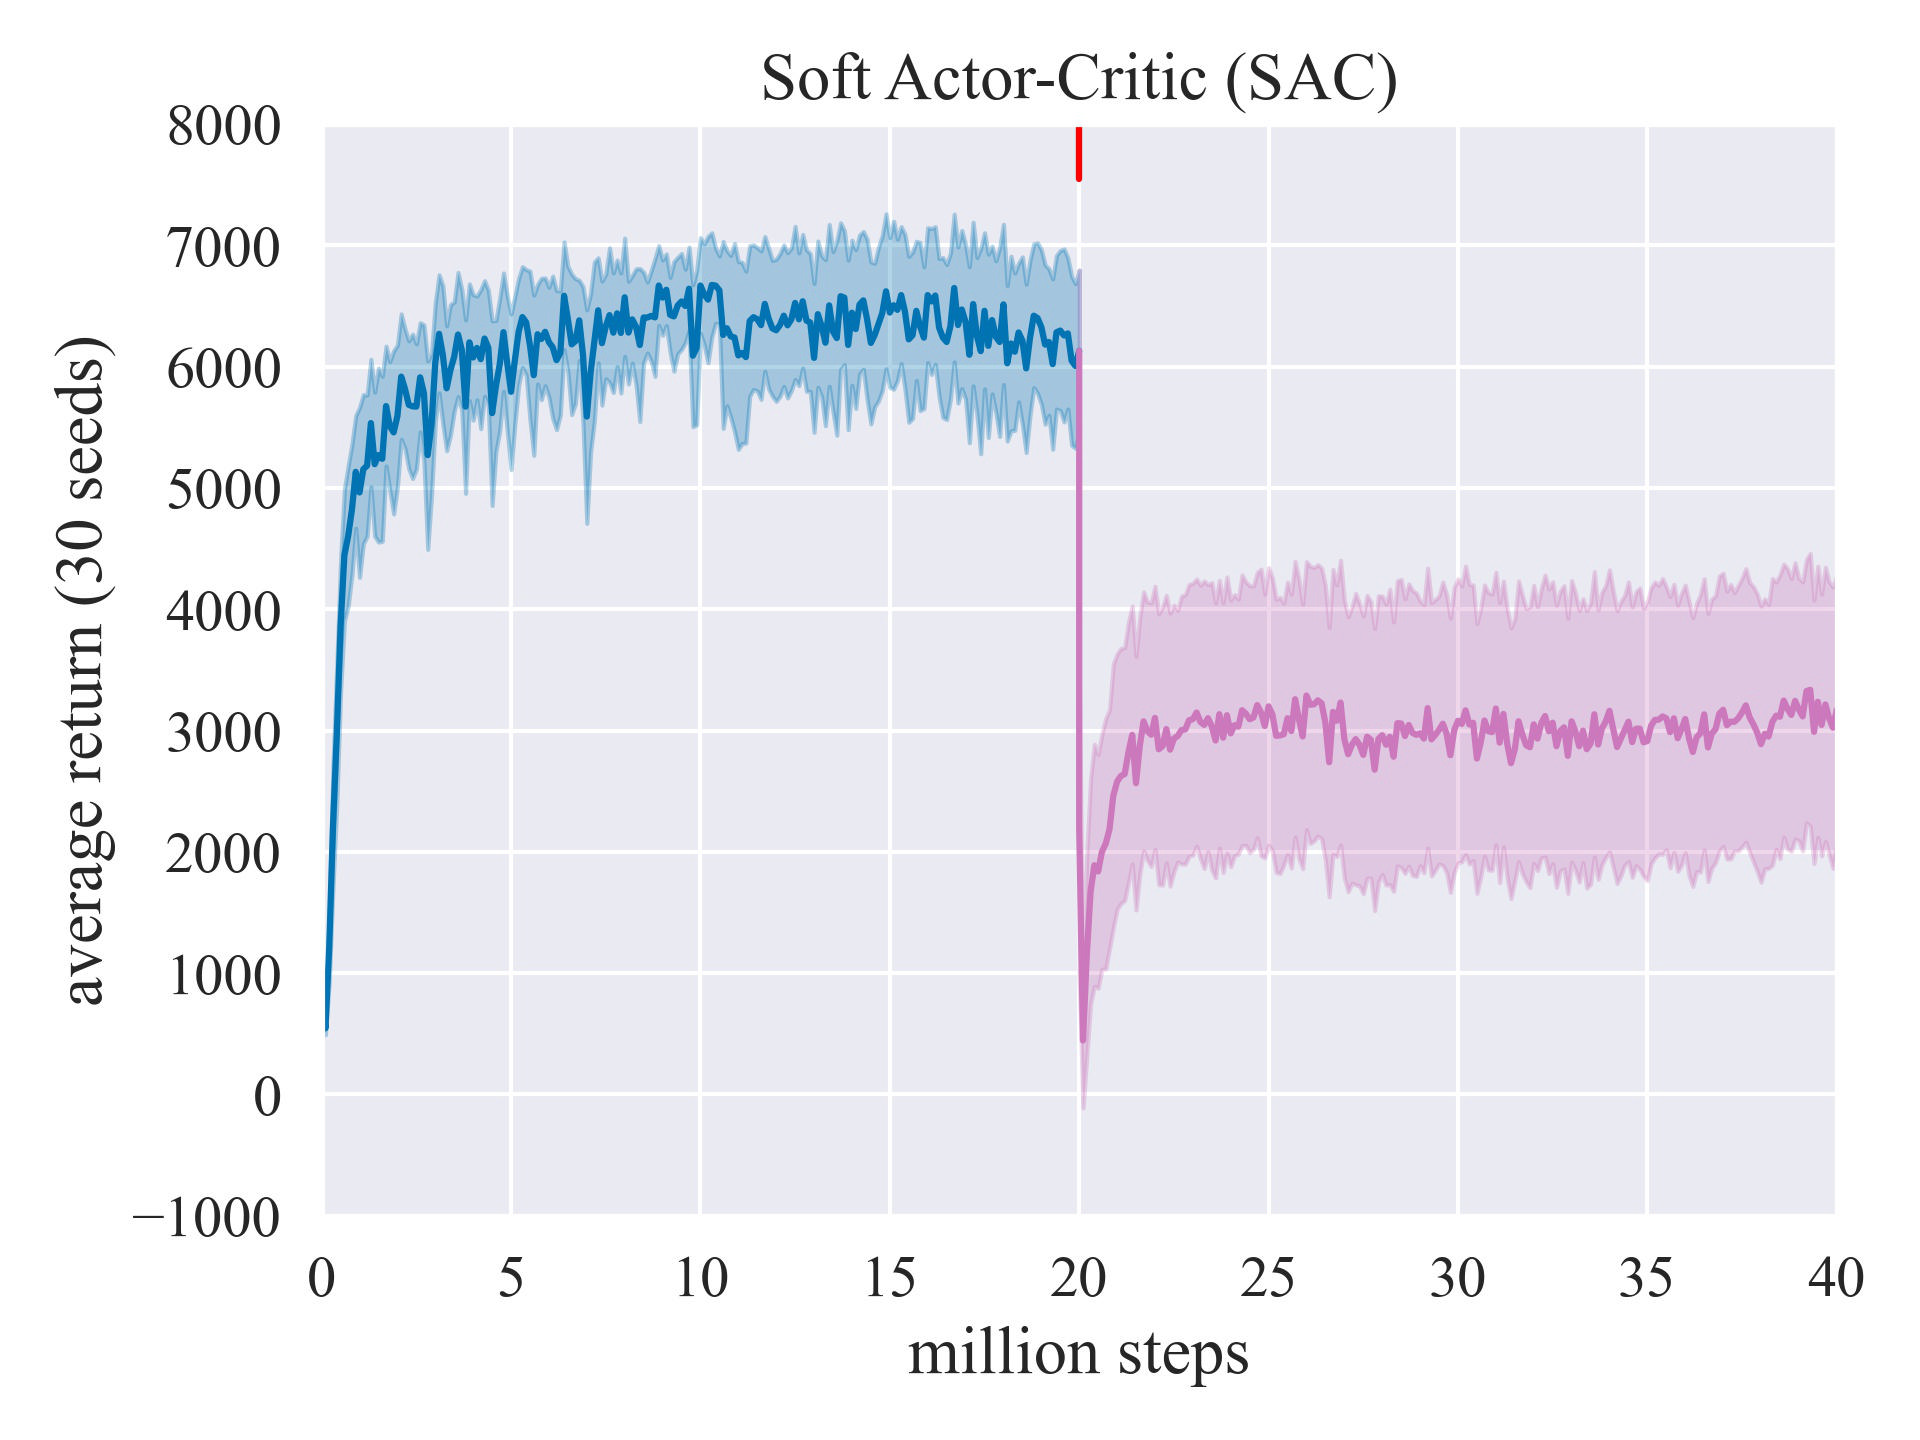 Soft Actor-Critic (SAC)
8000
7000
6000
5000
4000
3000
2000
1000
0
−1000
average return (30 seeds)
0 5 10 15 20 25 30 35 40
million steps